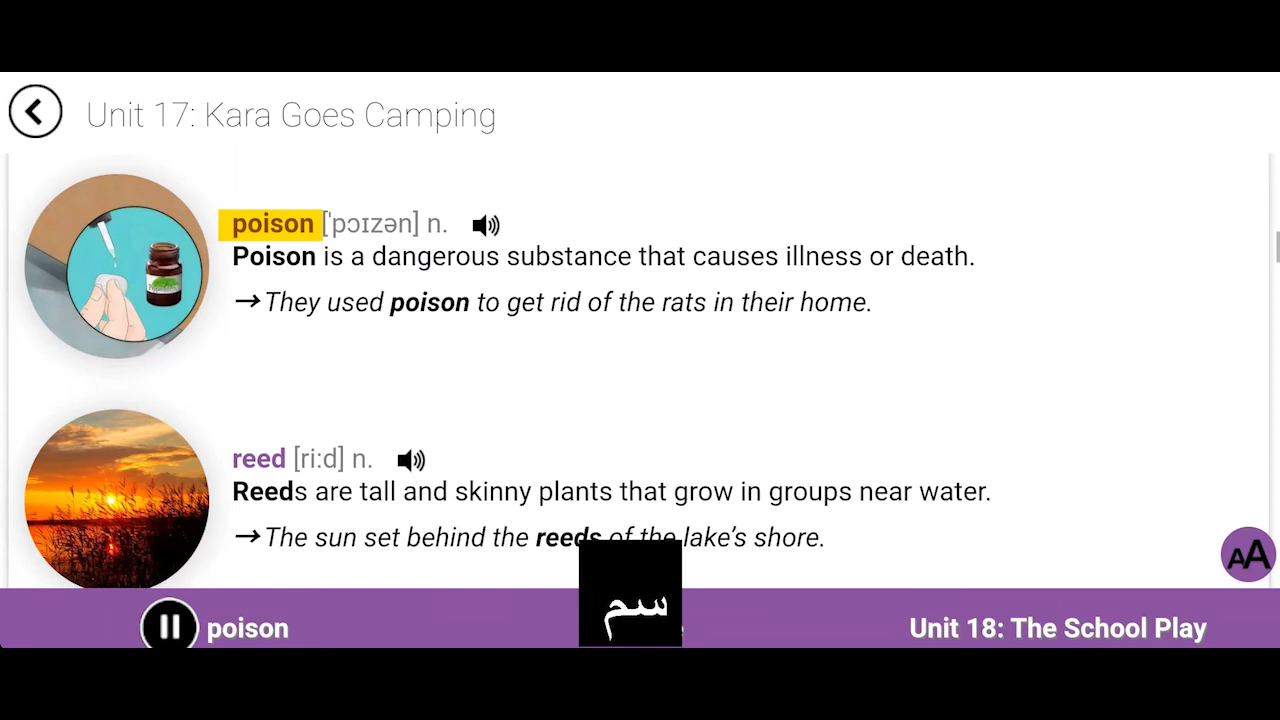 Unit 17: Kara Goes Camping
poison ['pɔɪzən] n.
Poison is a dangerous substance that causes illness or death.
→ They used poison to get rid of the rats in their home.
reed [ri:d] n.
Reeds are tall and skinny plants that grow in groups near water.
→ The sun set behind the reeds of the lake's shore.
AA
سم
poison
Unit 18: The School Play